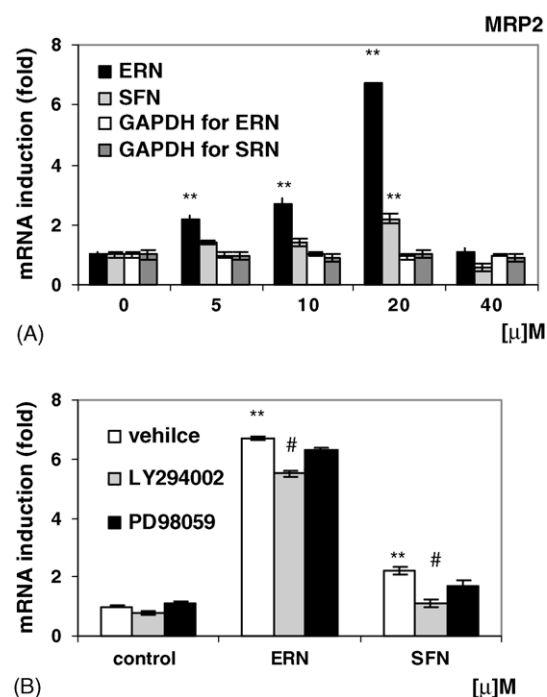 MRP2
mRNA induction (fold)
8
6
4
2
0
ERN
SFN
GAPDH for ERN
GAPDH for SRN
**
**
**
**
0 5 10 20 40
(A)
[µ]M
mRNA induction (fold)
8
6
4
2
0
vehilce
LY294002
PD98059
**
#
**
#
control ERN SFN
(B)
[µ]M